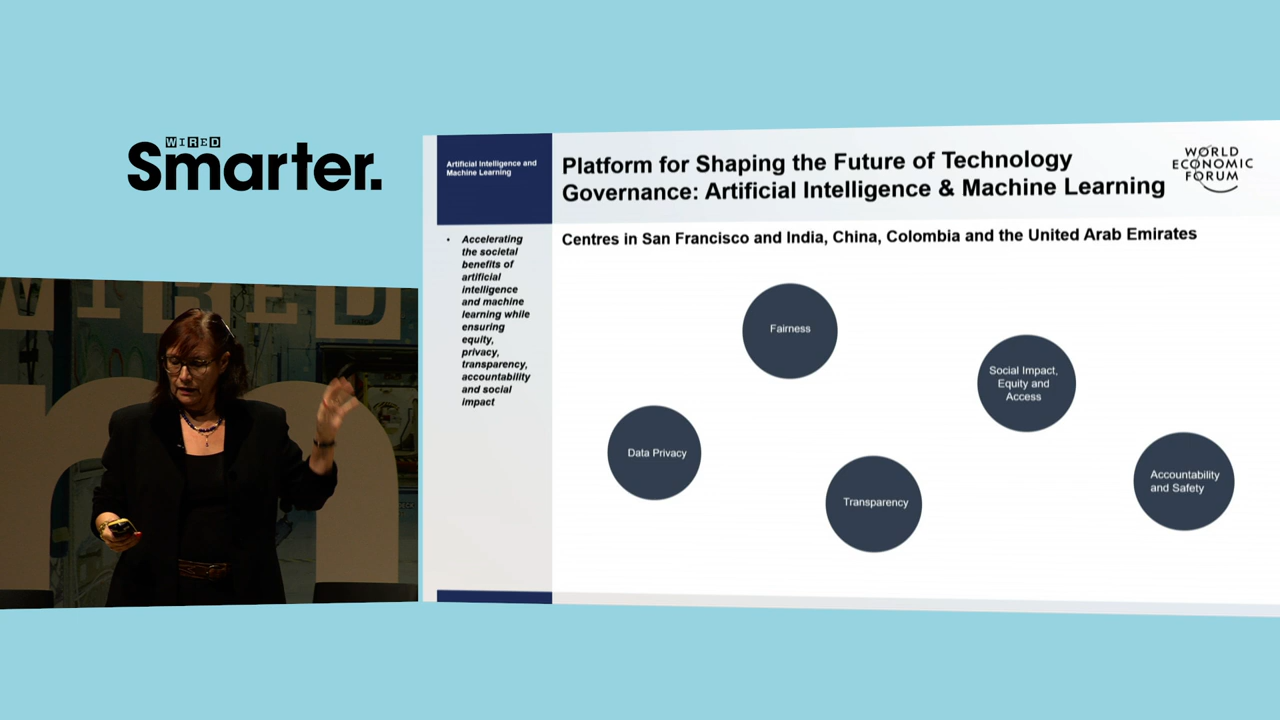 WIRED
Smarter.
WIRED
Artificial Intelligence and
Machine Learning
Platform for Shaping the Future of Technology
Governance: Artificial Intelligence & Machine Learning
WORLD
ECONOMIC
FORUM
• Accelerating
the societal
benefits of
artificial
intelligence
and machine
learning while
ensuring
equity,
privacy,
transparency,
accountability
and social
impact
Centres in San Francisco and India, China, Colombia and the United Arab Emirates
Fairness
Social Impact,
Equity and
Access
Data Privacy
Transparency
Accountability
and Safety